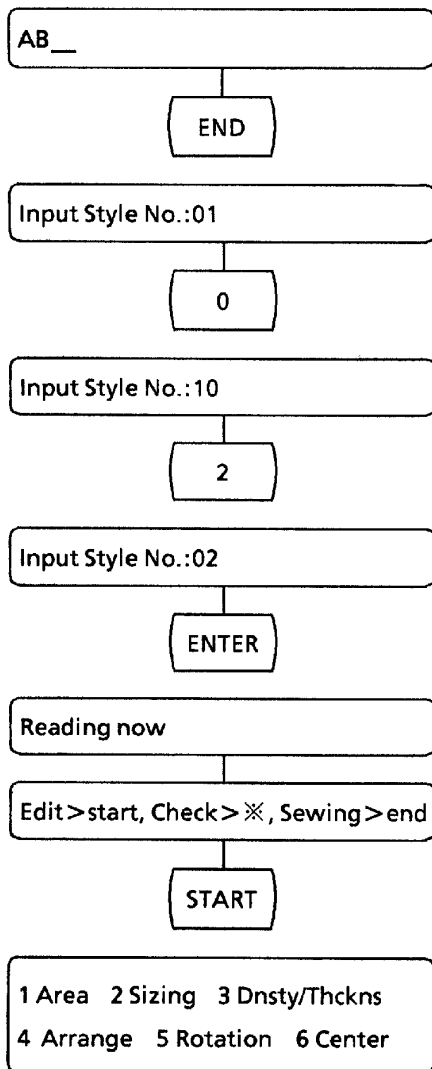 AB__
END
Input Style No.:01
0
Input Style No.:10
2
Input Style No.:02
ENTER
Reading now
Edit>start, Check>※, Sewing>end
START
1 Area 2 Sizing 3 Dnsty/Thckns
4 Arrange 5 Rotation 6 Center